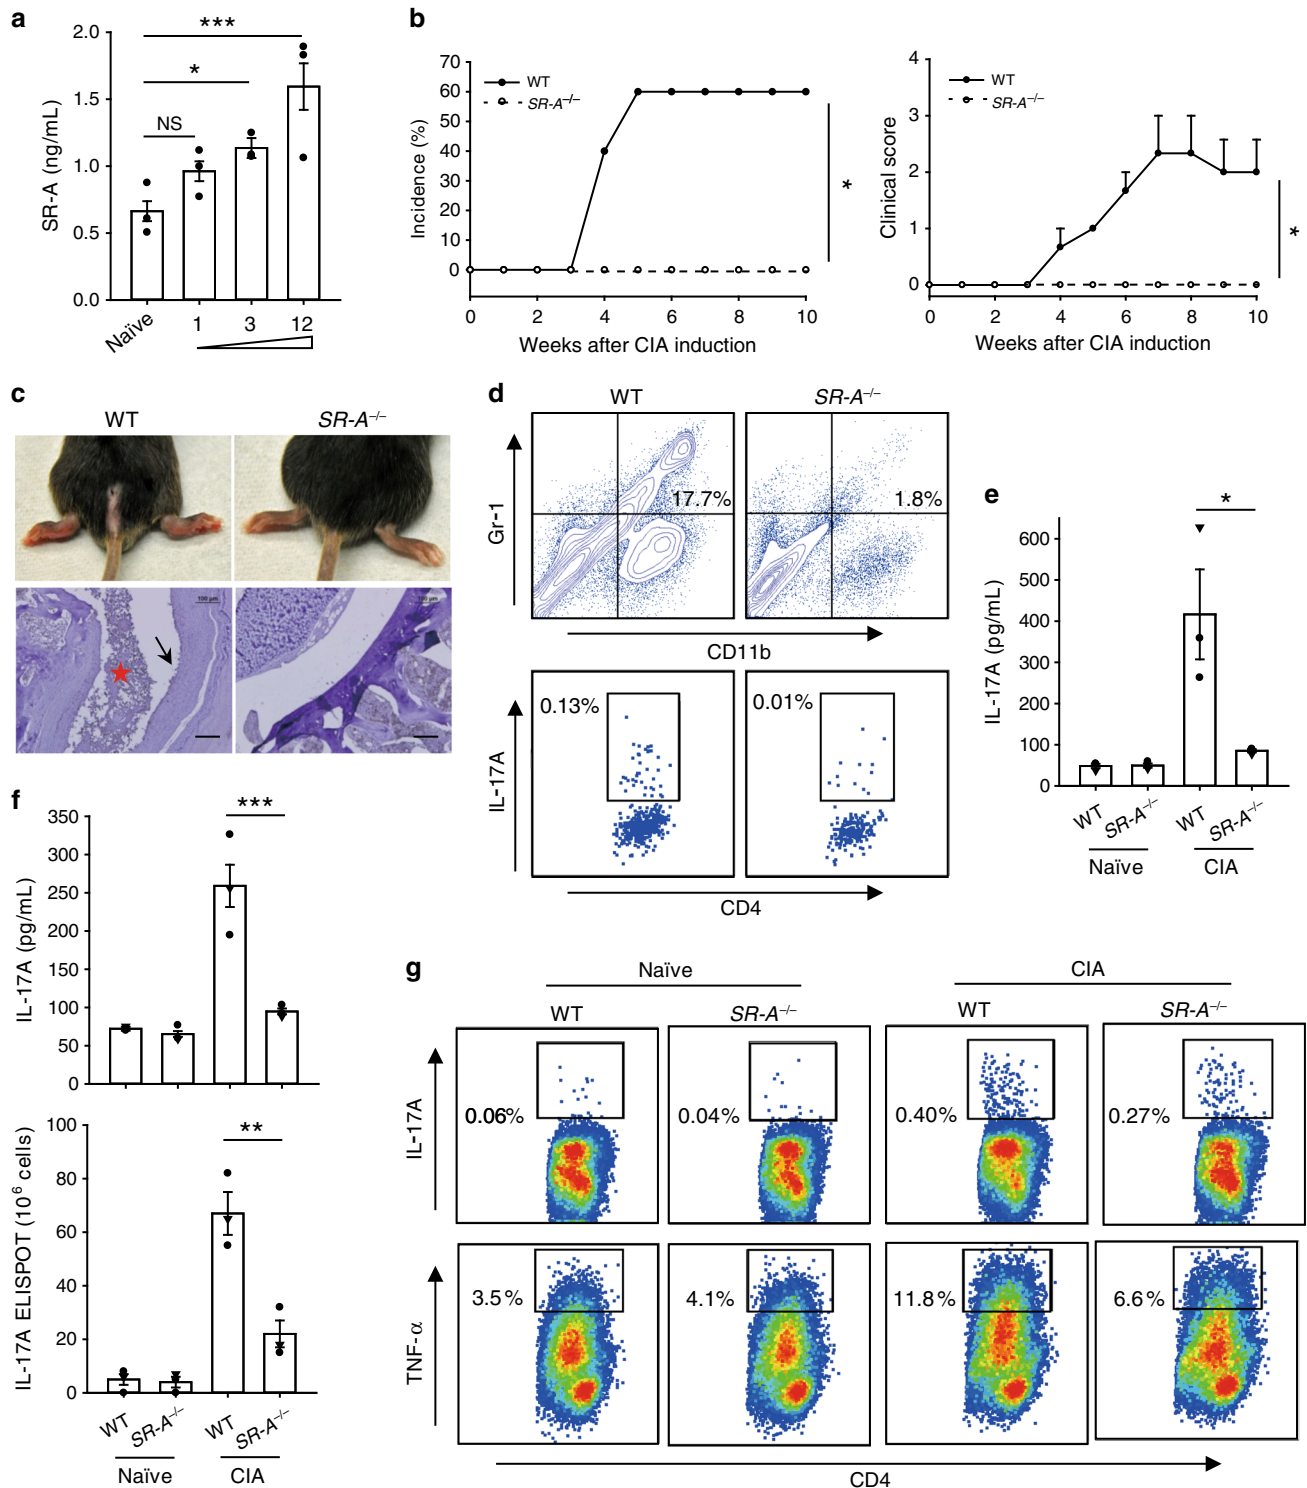 a
SR-A (ng/mL)
2.0
1.5
1.0
0.5
0.0
***
*
NS
Naïve
1
3
12
b
Incidence (%)
70
60
50
40
30
20
10
0
WT
SR-A−/−
*
0 2 4 6 8 10
Weeks after CIA induction
Clinical score
4
3
2
1
0
WT
SR-A−/−
*
0 2 4 6 8 10
Weeks after CIA induction
c
WT
SR-A−/−
100 µm
d
WT
SR-A−/−
Gr-1
17.7%
1.8%
CD11b
IL-17A
0.13%
0.01%
CD4
e
IL-17A (pg/mL)
600
500
400
300
200
100
0
*
WT
SR-A−/−
WT
SR-A−/−
Naïve
CIA
f
IL-17A (pg/mL)
350
300
250
200
150
100
50
0
***
IL-17A ELISPOT (10⁶ cells)
100
80
60
40
20
0
**
WT
SR-A−/−
WT
SR-A−/−
Naïve
CIA
g
Naïve
CIA
WT
SR-A−/−
WT
SR-A−/−
IL-17A
0.06%
0.04%
0.40%
0.27%
TNF-α
3.5%
4.1%
11.8%
6.6%
CD4